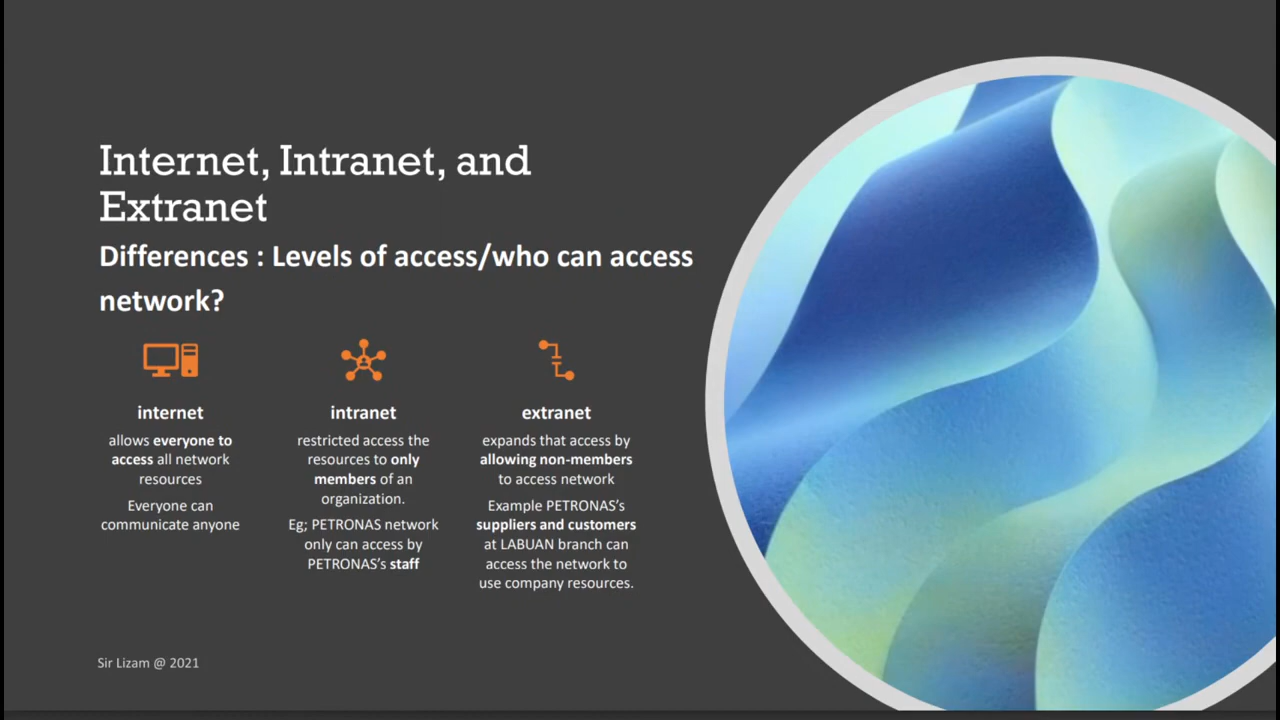 Internet, Intranet, and
Extranet
Differences : Levels of access/who can access
network?
internet
allows everyone to
access all network
resources
Everyone can
communicate anyone
intranet
restricted access the
resources to only
members of an
organization.
Eg; PETRONAS network
only can access by
PETRONAS’s staff
extranet
expands that access by
allowing non-members
to access network
Example PETRONAS’s
suppliers and customers
at LABUAN branch can
access the network to
use company resources.
Sir Lizam @ 2021